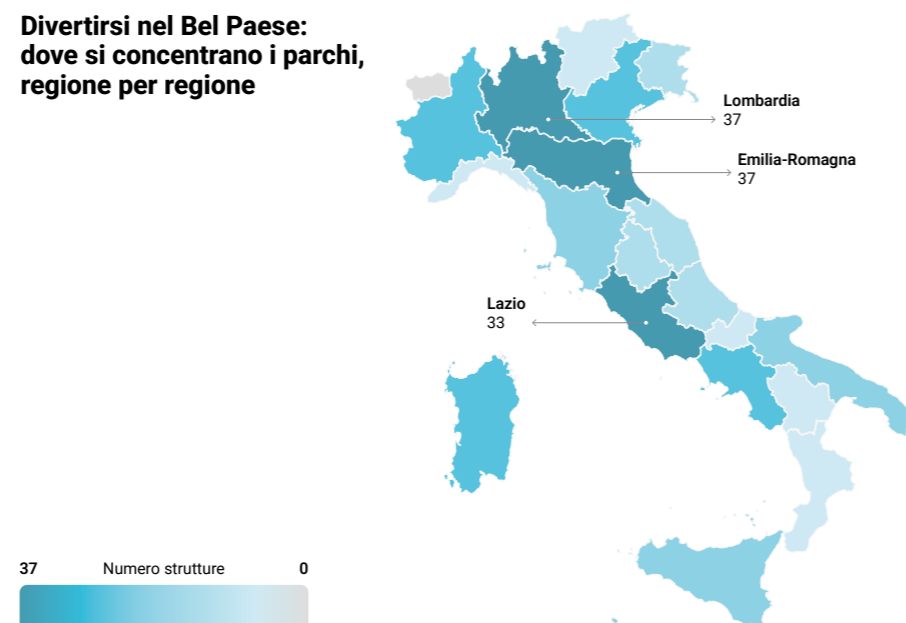 Divertirsi nel Bel Paese:
dove si concentrano i parchi,
regione per regione
Lombardia
37
Emilia-Romagna
37
Lazio
33
37 Numero strutture 0